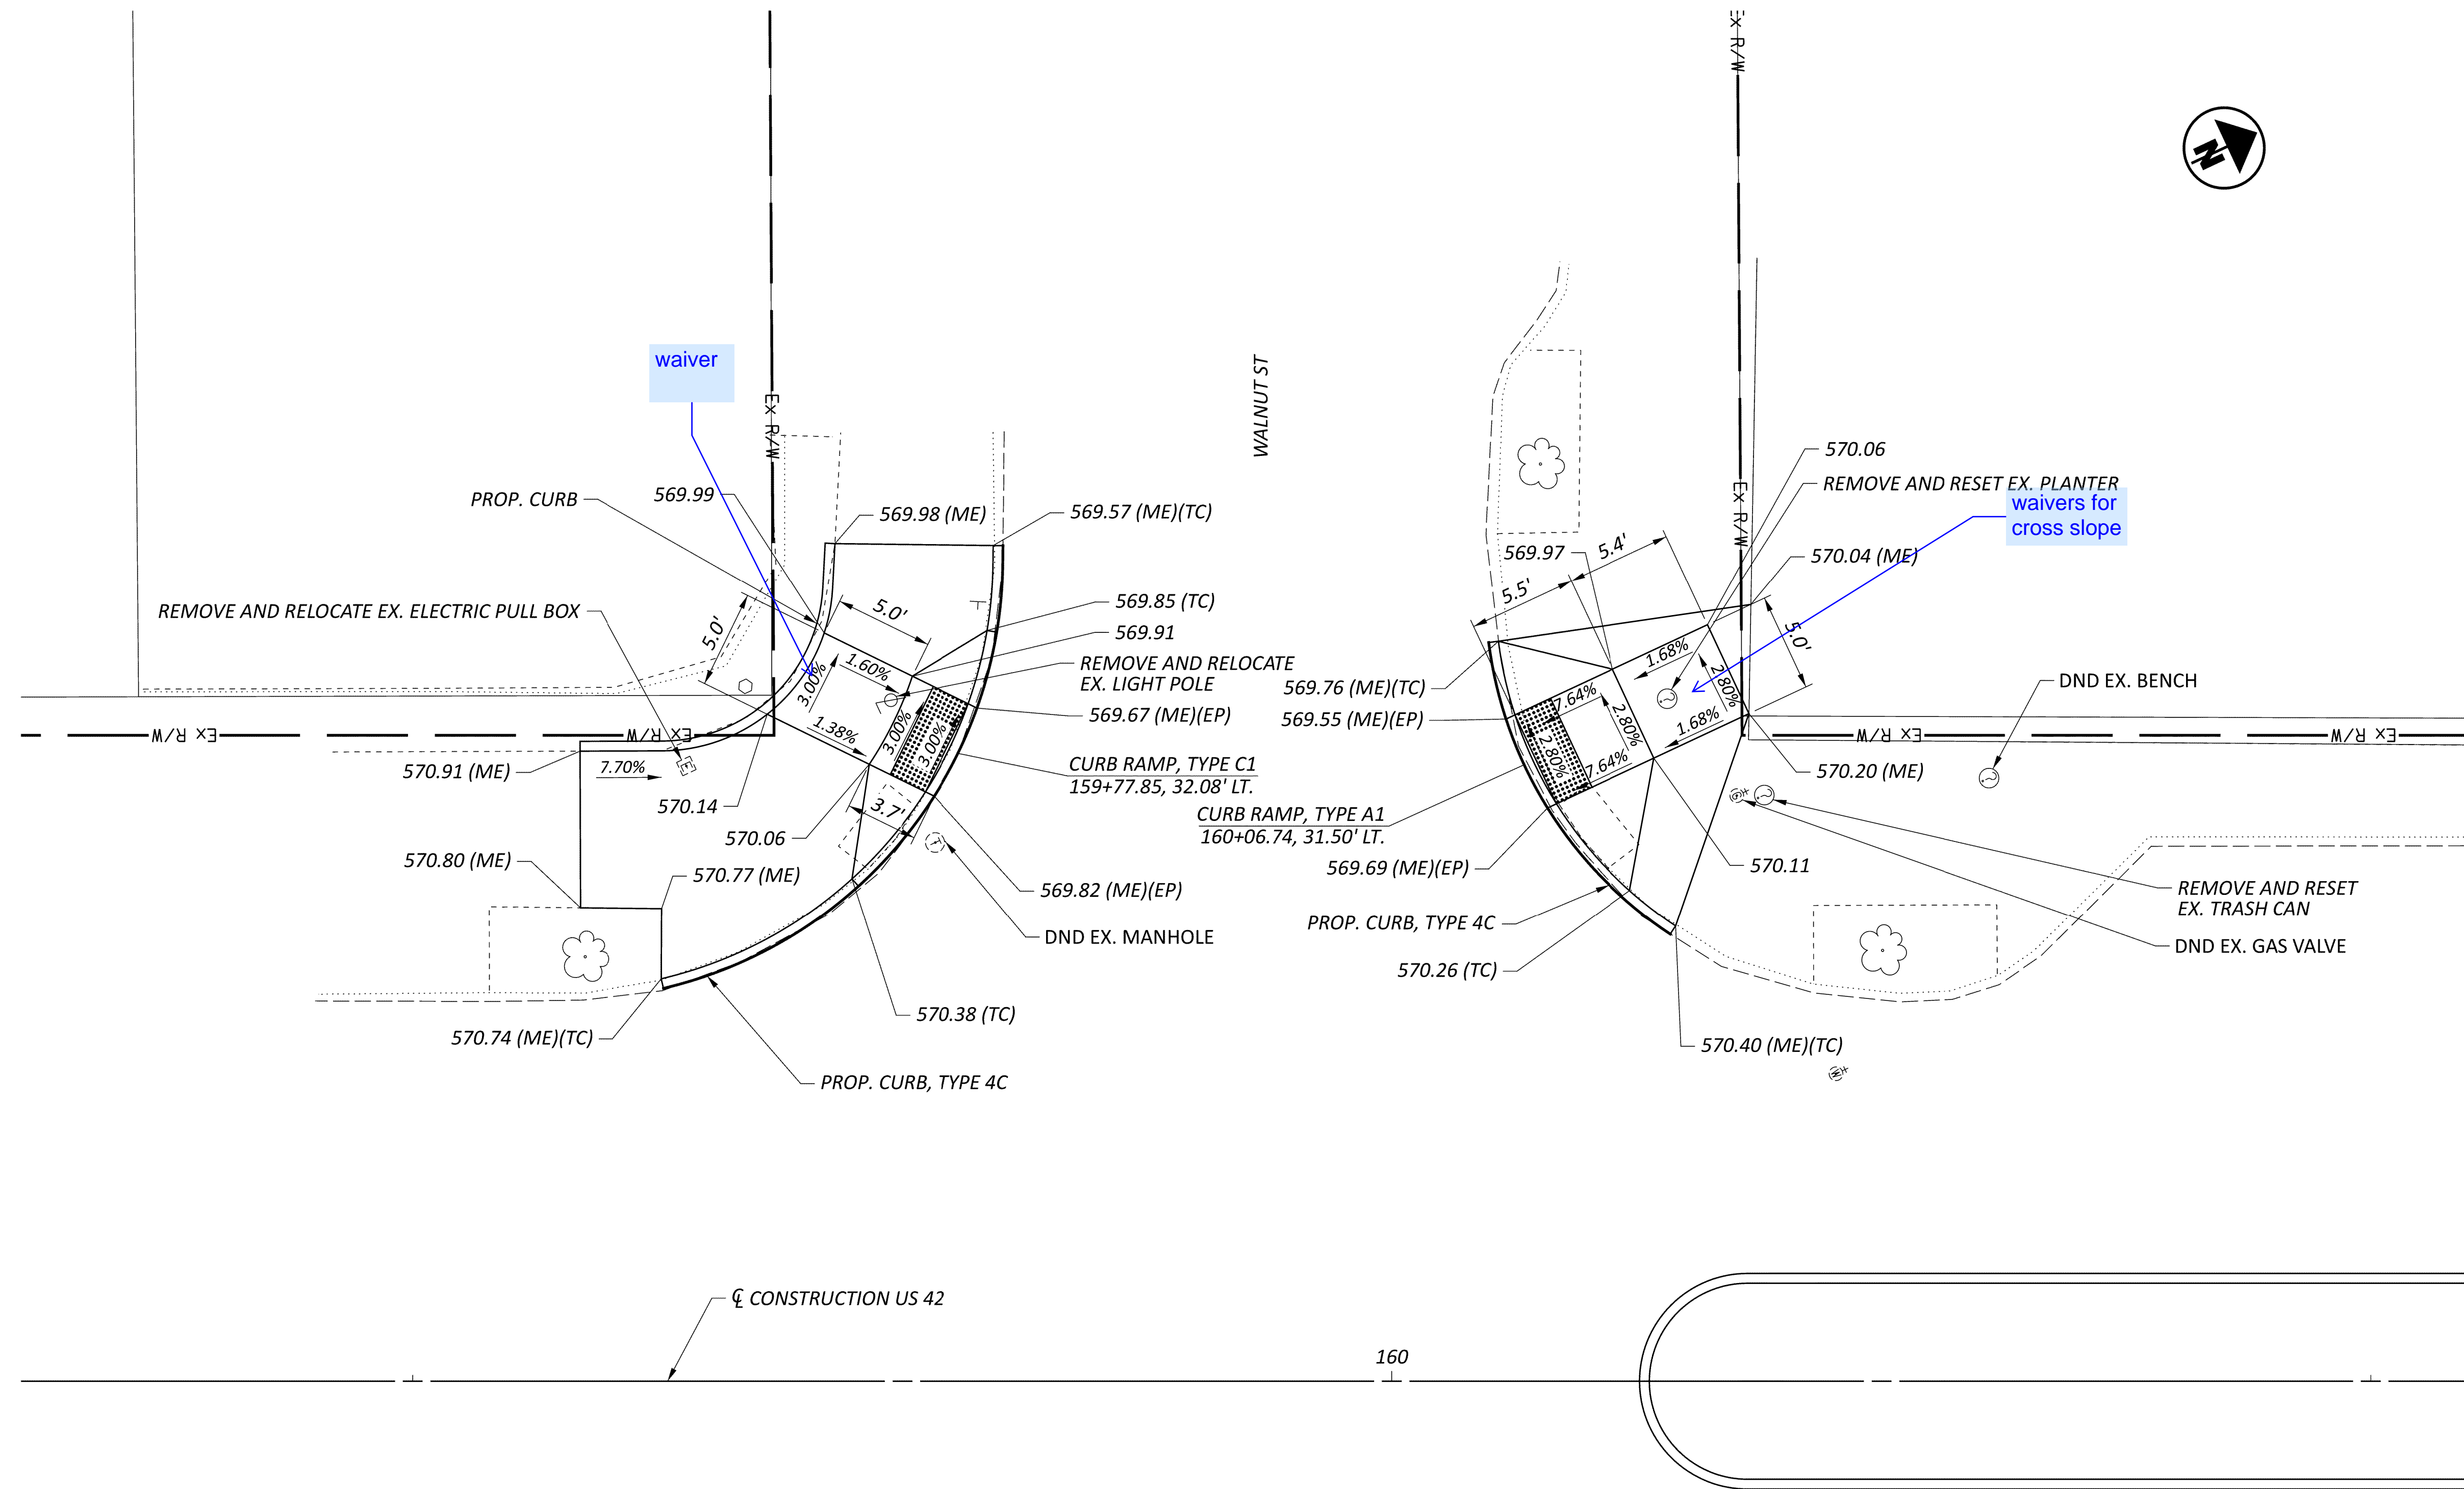 Ex R/W
N
waiver
Ex R/W
WALNUT ST
570.06
569.99
PROP. CURB
REMOVE AND RESET EX. PLANTER
waivers for
cross slope
Ex R/W
569.98 (ME)
569.57 (ME)(TC)
569.97
5.4'
570.04 (ME)
5.5'
REMOVE AND RELOCATE EX. ELECTRIC PULL BOX
5.0'
5.0'
569.85 (TC)
569.91
5.0'
REMOVE AND RELOCATE
EX. LIGHT POLE
1.60%
3.00%
1.68%
2.80%
DND EX. BENCH
569.76 (ME)(TC)
569.67 (ME)(EP)
569.55 (ME)(EP)
7.64%
2.80%
1.68%
1.38%
3.00%
3.00%
2.80%
7.64%
Ex R/W
Ex R/W
Ex R/W
Ex R/W
570.91 (ME)
7.70%
E
CURB RAMP, TYPE C1
159+77.85, 32.08' LT.
570.20 (ME)
570.14
3.7'
CURB RAMP, TYPE A1
160+06.74, 31.50' LT.
570.06
570.80 (ME)
570.77 (ME)
T
G
569.69 (ME)(EP)
570.11
569.82 (ME)(EP)
REMOVE AND RESET
EX. TRASH CAN
PROP. CURB, TYPE 4C
DND EX. MANHOLE
DND EX. GAS VALVE
570.26 (TC)
570.38 (TC)
570.74 (ME)(TC)
570.40 (ME)(TC)
W
PROP. CURB, TYPE 4C
℄ CONSTRUCTION US 42
160